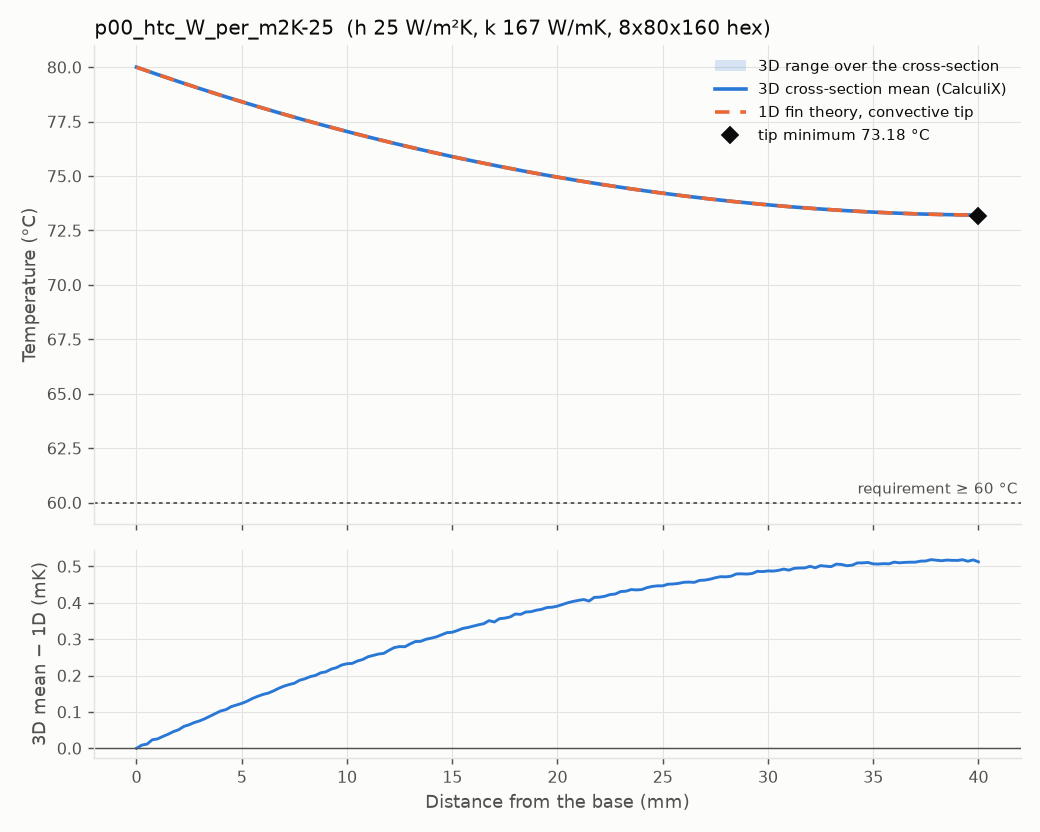 p00_htc_W_per_m2K-25  (h 25 W/m²K, k 167 W/mK, 8x80x160 hex)
3D range over the cross-section
3D cross-section mean (CalculiX)
1D fin theory, convective tip
tip minimum 73.18 °C
Temperature (°C)
80.0
77.5
75.0
72.5
70.0
67.5
65.0
62.5
60.0
requirement ≥ 60 °C
3D mean − 1D (mK)
0.5
0.4
0.3
0.2
0.1
0.0
0 5 10 15 20 25 30 35 40
Distance from the base (mm)